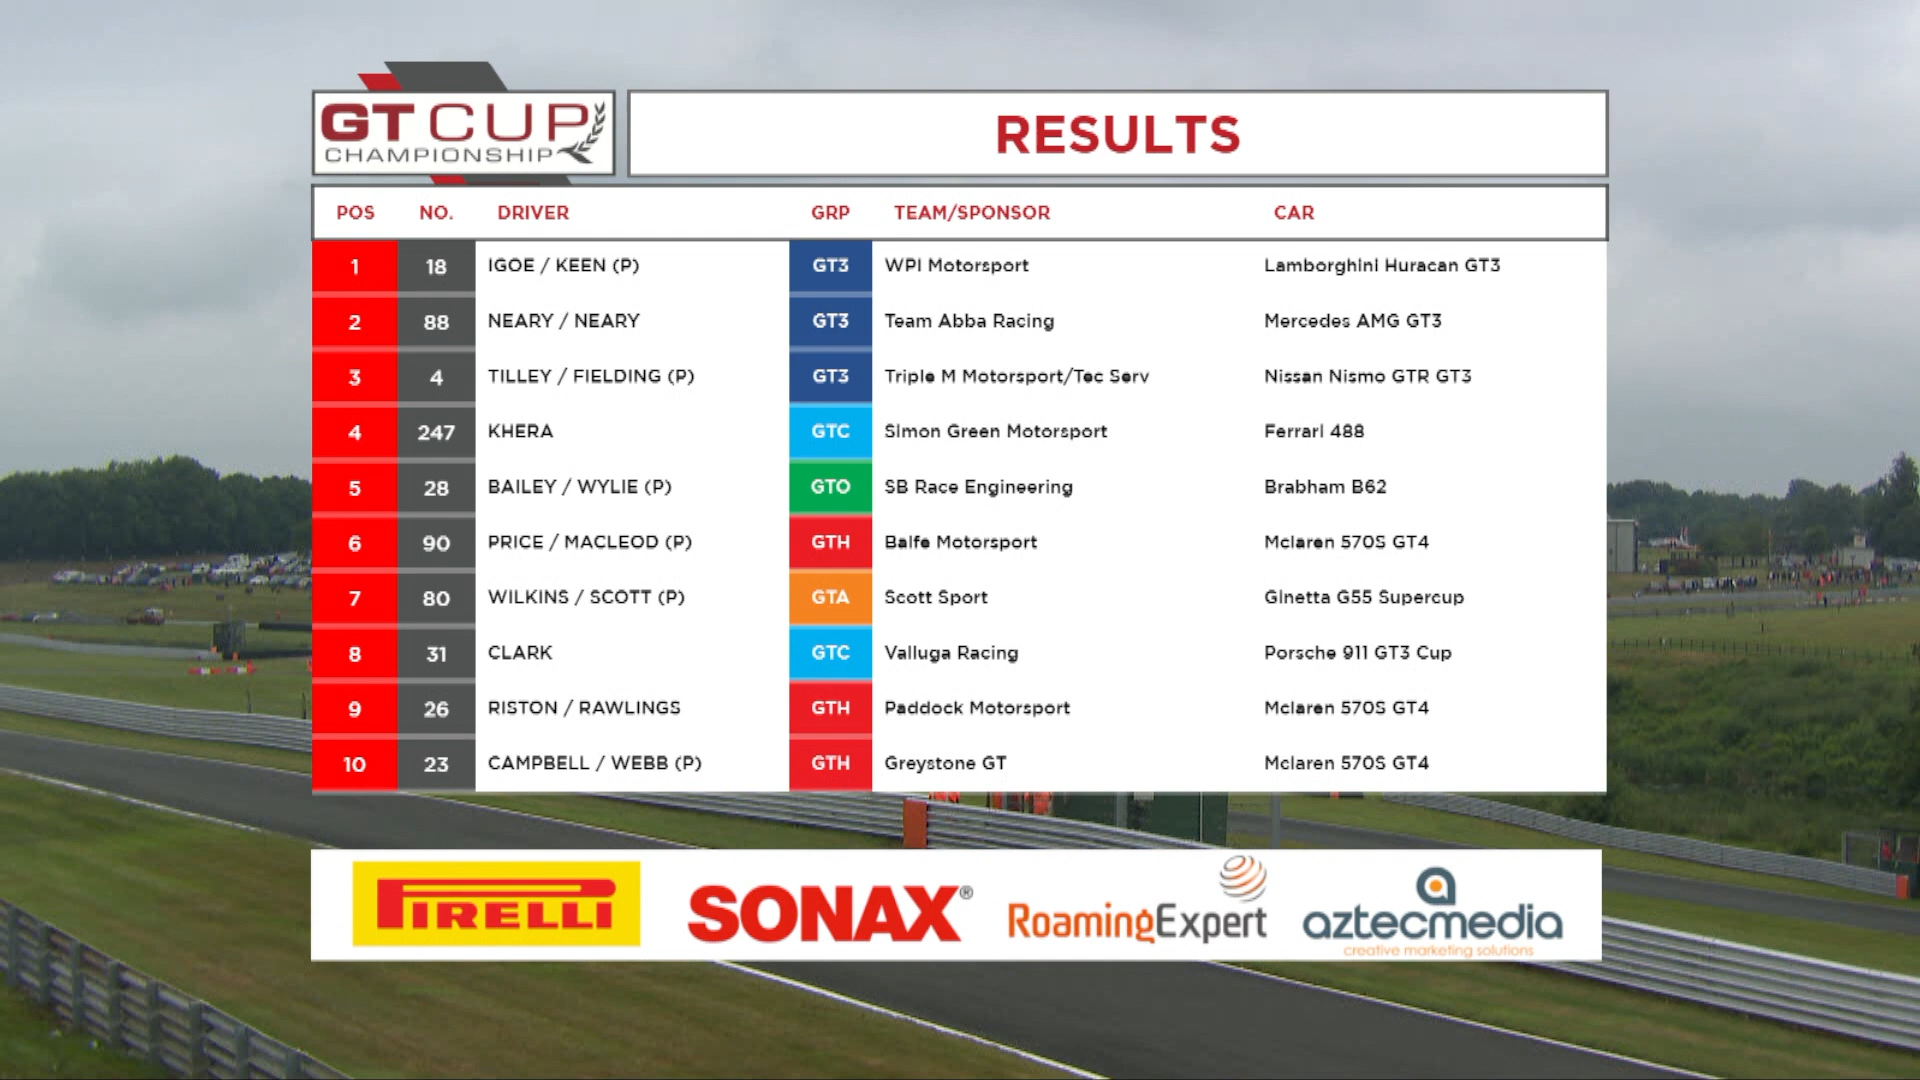 GT CUP
CHAMPIONSHIP
RESULTS
POS NO. DRIVER GRP TEAM/SPONSOR CAR
1 18 IGOE / KEEN (P) GT3 WPI Motorsport Lamborghini Huracan GT3
2 88 NEARY / NEARY GT3 Team Abba Racing Mercedes AMG GT3
3 4 TILLEY / FIELDING (P) GT3 Triple M Motorsport/Tec Serv Nissan Nismo GTR GT3
4 247 KHERA GTC Simon Green Motorsport Ferrari 488
5 28 BAILEY / WYLIE (P) GTO SB Race Engineering Brabham B62
6 90 PRICE / MACLEOD (P) GTH Balfe Motorsport Mclaren 570S GT4
7 80 WILKINS / SCOTT (P) GTA Scott Sport Ginetta G55 Supercup
8 31 CLARK GTC Valluga Racing Porsche 911 GT3 Cup
9 26 RISTON / RAWLINGS GTH Paddock Motorsport Mclaren 570S GT4
10 23 CAMPBELL / WEBB (P) GTH Greystone GT Mclaren 570S GT4
PIRELLI SONAX® RoamingExpert aztecmedia
creative marketing solutions